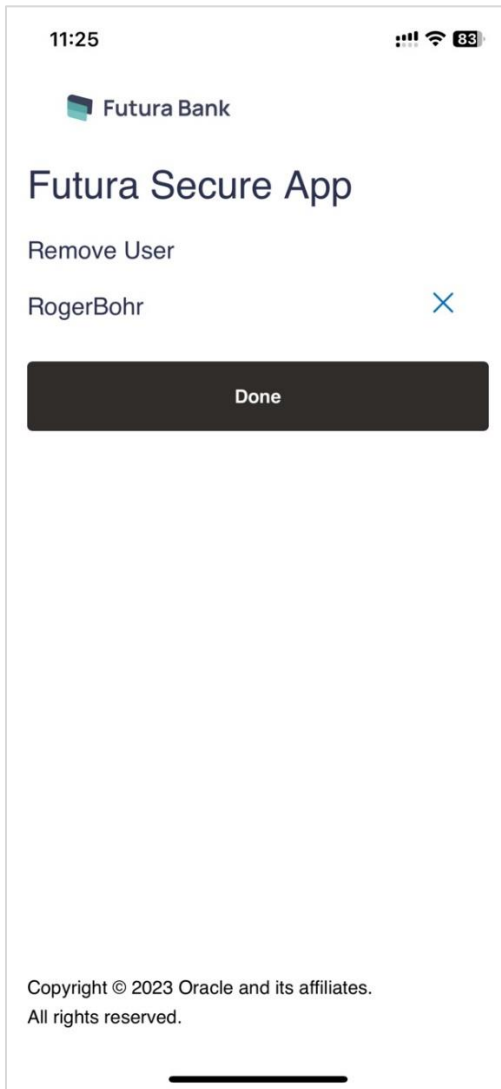 11:25
83
Futura Bank
Futura Secure App
Remove User
RogerBohr
Done
Copyright © 2023 Oracle and its affiliates.
All rights reserved.